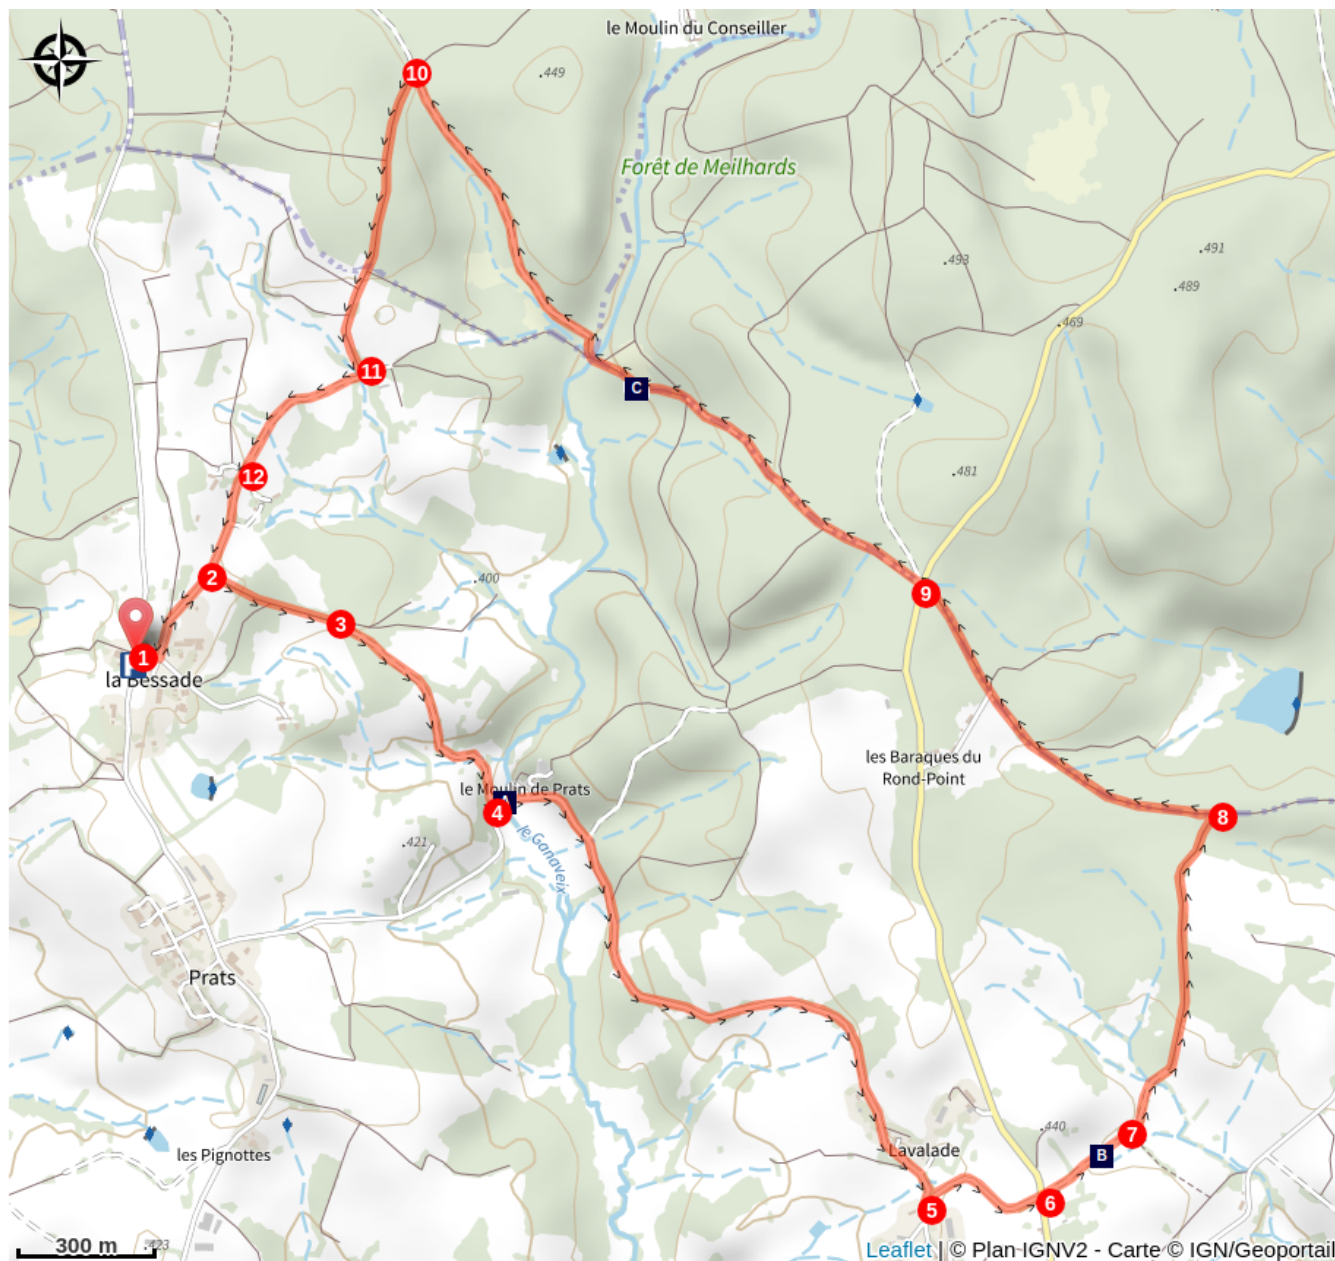 le Moulin du Conseiller
10
.449
Forêt de Meilhards
.491
.493
.489
.469
11
C
.481
12
2
.400
9
3
1
la Bessade
les Baraques du
Rond-Point
le Moulin de Prats
A
4
8
.421
le Ganaveix
Prats
.440
7
les Pignottes
Lavalade
B
5
6
300 m
.423
Leaflet | © Plan IGNV2 - Carte © IGN/Geoportail